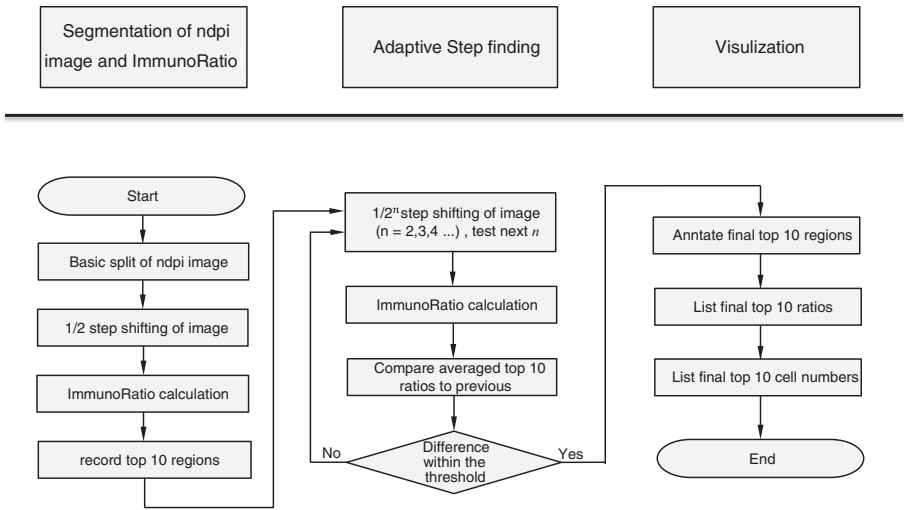 Segmentation of ndpi
image and ImmunoRatio
Adaptive Step finding
Visulization
Start
Basic split of ndpi image
1/2 step shifting of image
ImmunoRatio calculation
record top 10 regions
1/2ⁿ step shifting of image
(n = 2,3,4 ...) , test next n
ImmunoRatio calculation
Compare averaged top 10
ratios to previous
Difference
within the
threshold
No
Yes
Anntate final top 10 regions
List final top 10 ratios
List final top 10 cell numbers
End